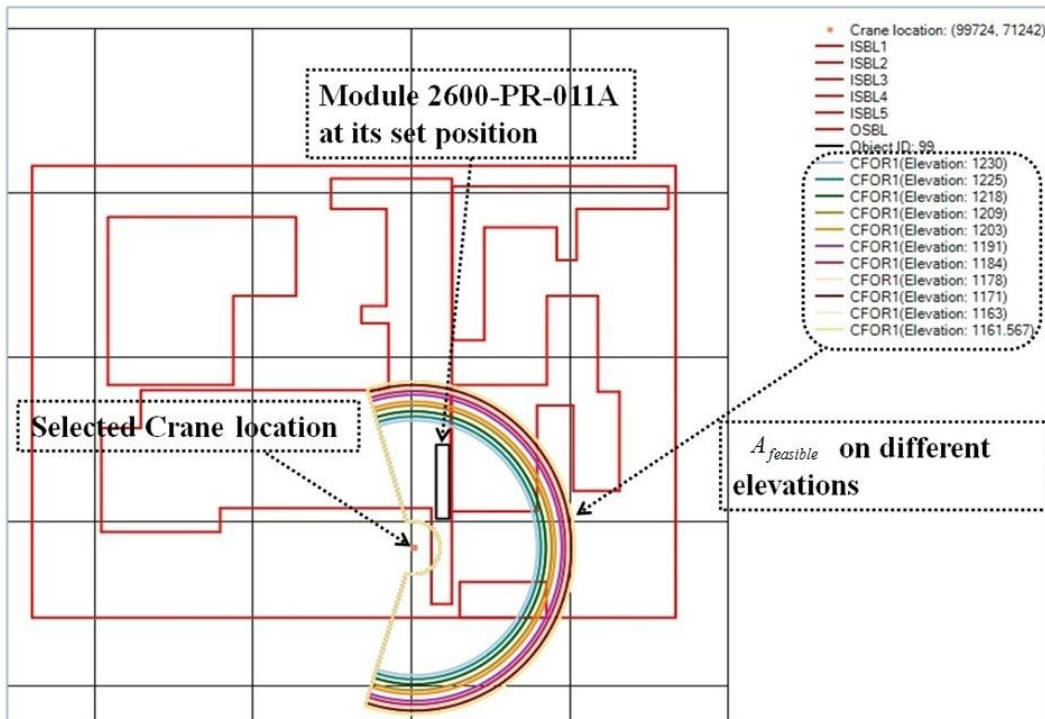 Crane location: (99724, 71242)
ISBL1
ISBL2
ISBL3
ISBL4
ISBL5
OSBL
Object ID: 99
CFOR1(Elevation: 1230)
CFOR1(Elevation: 1225)
CFOR1(Elevation: 1218)
CFOR1(Elevation: 1209)
CFOR1(Elevation: 1203)
CFOR1(Elevation: 1191)
CFOR1(Elevation: 1184)
CFOR1(Elevation: 1178)
CFOR1(Elevation: 1171)
CFOR1(Elevation: 1163)
CFOR1(Elevation: 1161.567)
Module 2600-PR-011A
at its set position
Selected Crane location
A feasible on different
elevations